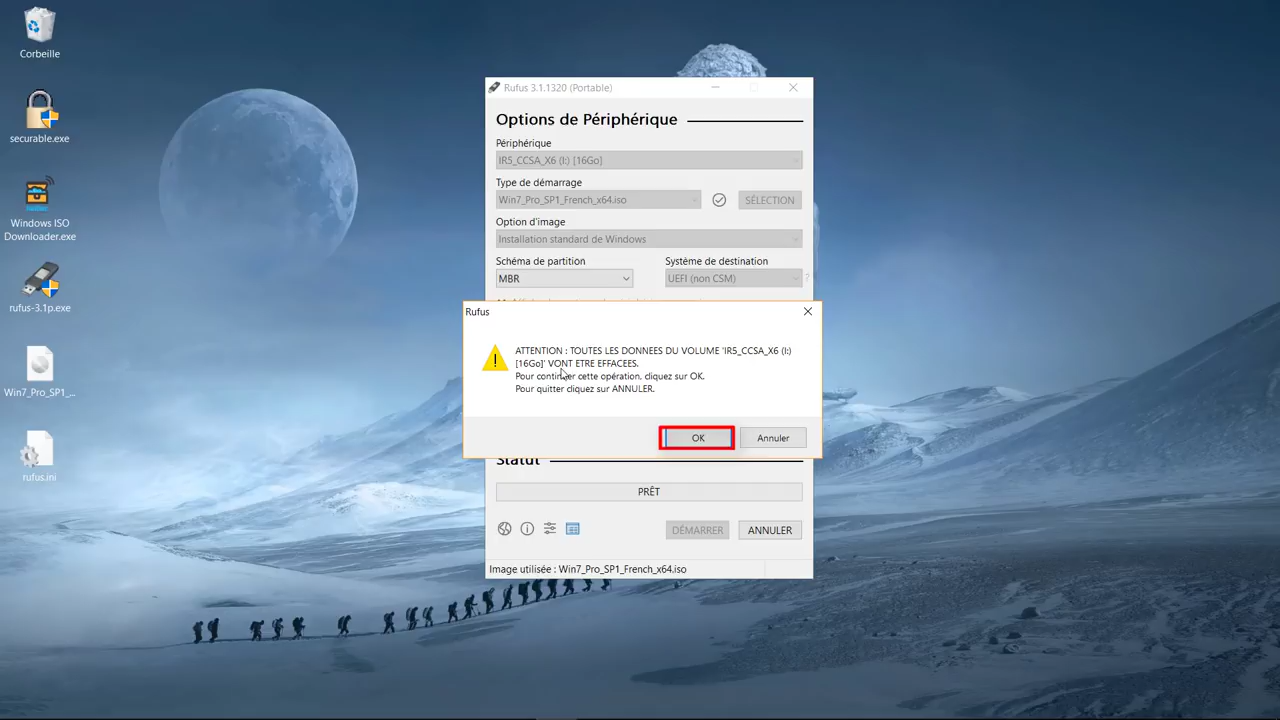 Corbeille
securable.exe
Windows ISO
Downloader.exe
rufus-3.1p.exe
Win7_Pro_SP1_...
rufus.ini
Rufus 3.1.1320 (Portable)
Options de Périphérique
Périphérique
IR5_CCSA_X6 (I:) [16Go]
Type de démarrage
Win7_Pro_SP1_French_x64.iso
SÉLECTION
Option d'image
Installation standard de Windows
Schéma de partition
Système de destination
MBR
UEFI (non CSM)
?
Rufus
ATTENTION : TOUTES LES DONNEES DU VOLUME 'IR5_CCSA_X6 (I:)
[16Go]' VONT ETRE EFFACEES.
Pour continuer cette opération, cliquez sur OK.
Pour quitter cliquez sur ANNULER.
OK
Annuler
Statut
PRÊT
DÉMARRER
ANNULER
Image utilisée : Win7_Pro_SP1_French_x64.iso